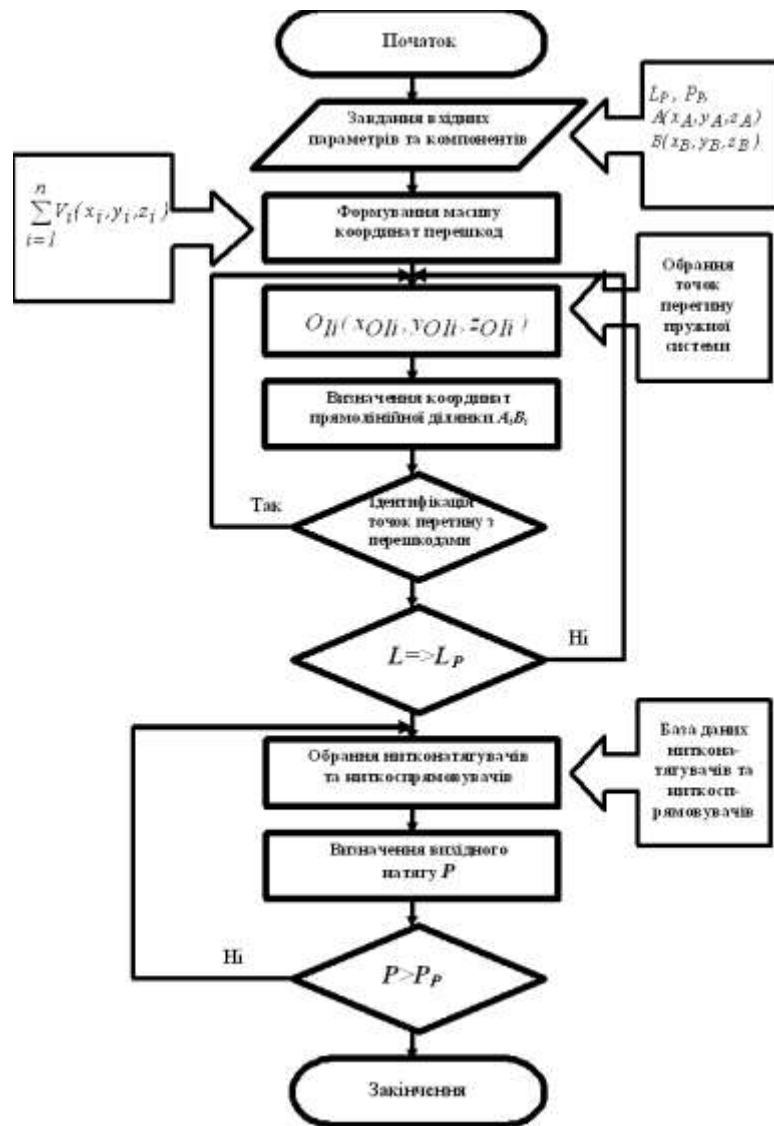 Початок
Завдання вхідних
параметрів та компонентів
L_P , P_P,
A(x_A, y_A, z_A)
B(x_B, y_B, z_B)
n
∑ V_i(x_i, y_i, z_i)
i=1
Формування масиву
координат перешкод
Обрання
точок
перегину
пружної
системи
O_Ii( x_OIi, y_OIi, z_OIi )
Визначення координат
прямолінійної ділянки A_iB_i
Так
Ідентифікація
точок перетину з
перешкодами
L=>L_P
Ні
База даних
ниткона-
тягувачів та
ниткосп-
рямовувачів
Обрання нитконатягувачів
та ниткоспрямовувачів
Визначення вихідного
натягу P
Ні
P>P_P
Закінчення